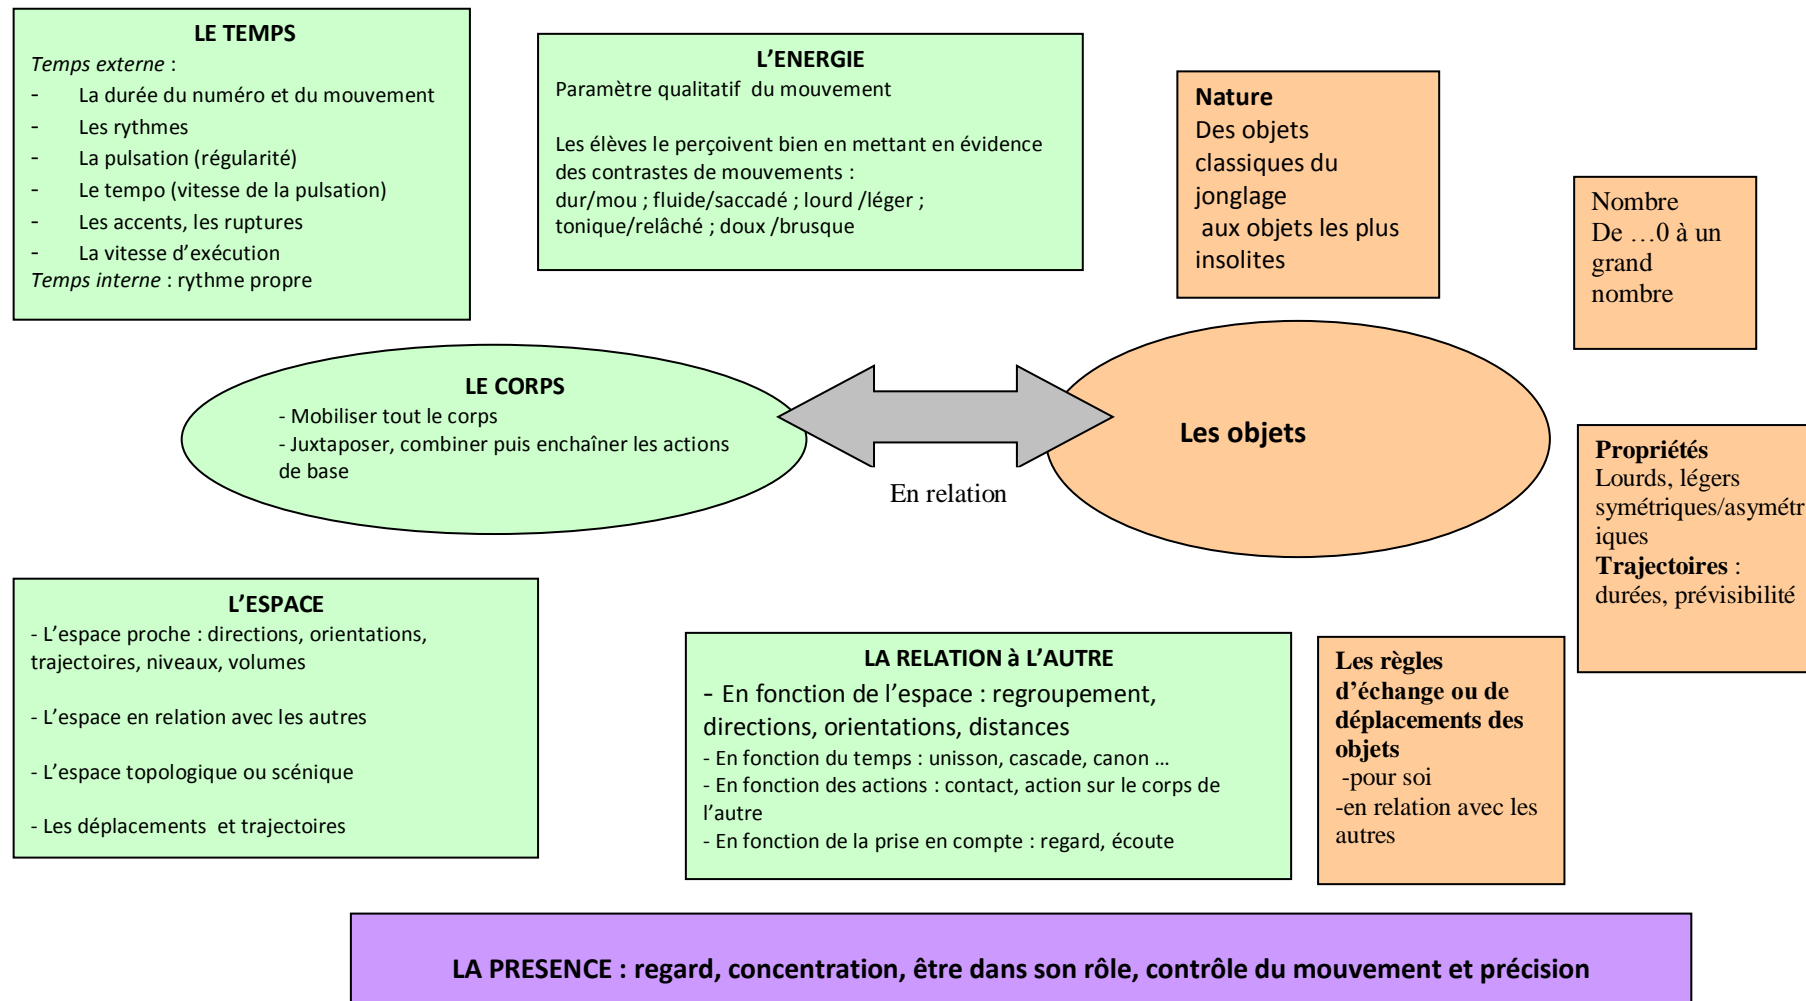 LE TEMPS
Temps externe :
- La durée du numéro et du mouvement
- Les rythmes
- La pulsation (régularité)
- Le tempo (vitesse de la pulsation)
- Les accents, les ruptures
- La vitesse d’exécution
Temps interne : rythme propre
L’ENERGIE
Paramètre qualitatif du mouvement
Les élèves le perçoivent bien en mettant en évidence
des contrastes de mouvements :
dur/mou ; fluide/saccadé ; lourd /léger ;
tonique/relâché ; doux /brusque
Nature
Des objets
classiques du
jonglage
aux objets les plus
insolites
Nombre
De …0 à un
grand
nombre
LE CORPS
- Mobiliser tout le corps
- Juxtaposer, combiner puis enchaîner les actions
de base
En relation
Les objets
Propriétés
Lourds, légers
symétriques/asymétr
iques
Trajectoires :
durées, prévisibilité
L’ESPACE
- L’espace proche : directions, orientations,
trajectoires, niveaux, volumes
- L’espace en relation avec les autres
- L’espace topologique ou scénique
- Les déplacements et trajectoires
LA RELATION à L’AUTRE
- En fonction de l’espace : regroupement,
directions, orientations, distances
- En fonction du temps : unisson, cascade, canon …
- En fonction des actions : contact, action sur le corps de
l’autre
- En fonction de la prise en compte : regard, écoute
Les règles
d’échange ou de
déplacements des
objets
-pour soi
-en relation avec les
autres
LA PRESENCE : regard, concentration, être dans son rôle, contrôle du mouvement et précision